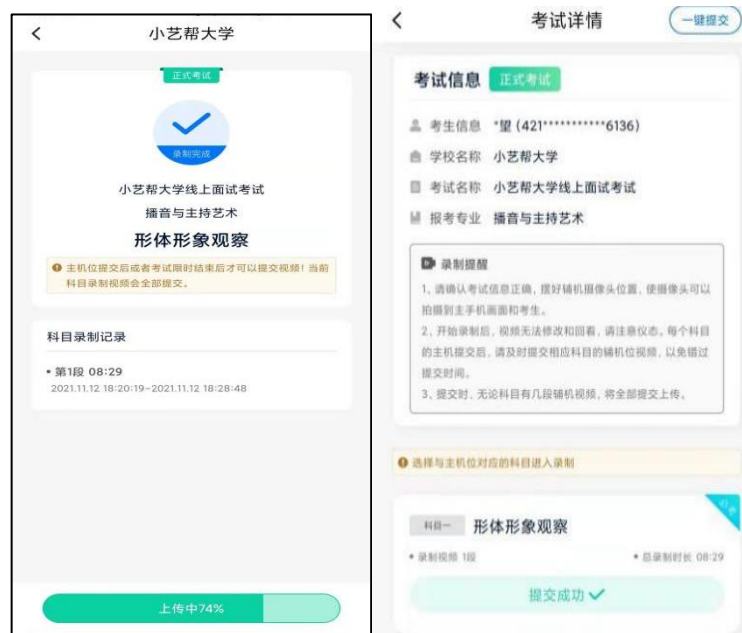 小艺帮大学
正式考试
录制完成
小艺帮大学线上面试考试
播音与主持艺术
形体形象观察
主机位提交后或者考试限时结束后才可以提交视频！当前
科目录制视频会全部提交。
科目录制记录
• 第1段 08:29
2021.11.12 18:20:19-2021.11.12 18:28:48
上传中74%
考试详情
一键提交
考试信息 正式考试
考生信息 *望 (421***********6136)
学校名称 小艺帮大学
考试名称 小艺帮大学线上面试考试
报考专业 播音与主持艺术
录制提醒
1、请确认考试信息正确，摆好辅机摄像头位置，使摄像头可以
拍摄到主手机画面和考生。
2、开始录制后，视频无法修改和回看，请注意仪态。每个科目
的主机提交后，请及时提交相应科目的辅机位视频，以免错过
提交时间。
3、提交时，无论科目有几段辅机视频，将全部提交上传。
选择与主机位对应的科目进入录制
科目一 形体形象观察
• 录制视频 1段 • 总录制时长 08:29
提交成功